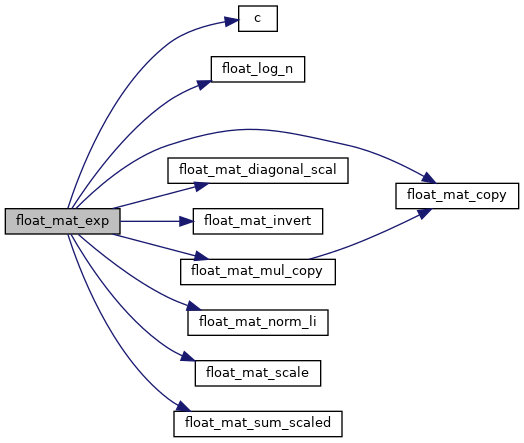 c
float_log_n
float_mat_diagonal_scal
float_mat_copy
float_mat_exp
float_mat_invert
float_mat_mul_copy
float_mat_norm_li
float_mat_scale
float_mat_sum_scaled